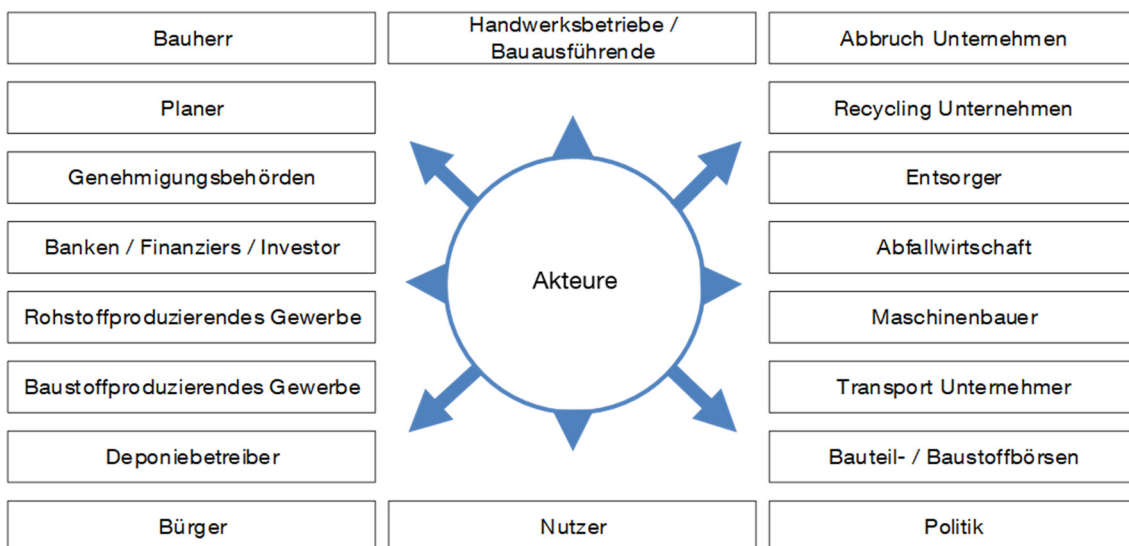 Bauherr
Handwerksbetriebe /
Bauausführende
Abbruch Unternehmen
Planer
Recycling Unternehmen
Genehmigungsbehörden
Entsorger
Banken / Finanziers / Investor
Abfallwirtschaft
Akteure
Rohstoffproduzierendes Gewerbe
Maschinenbauer
Baustoffproduzierendes Gewerbe
Transport Unternehmer
Deponiebetreiber
Bauteil- / Baustoffbörsen
Bürger
Nutzer
Politik